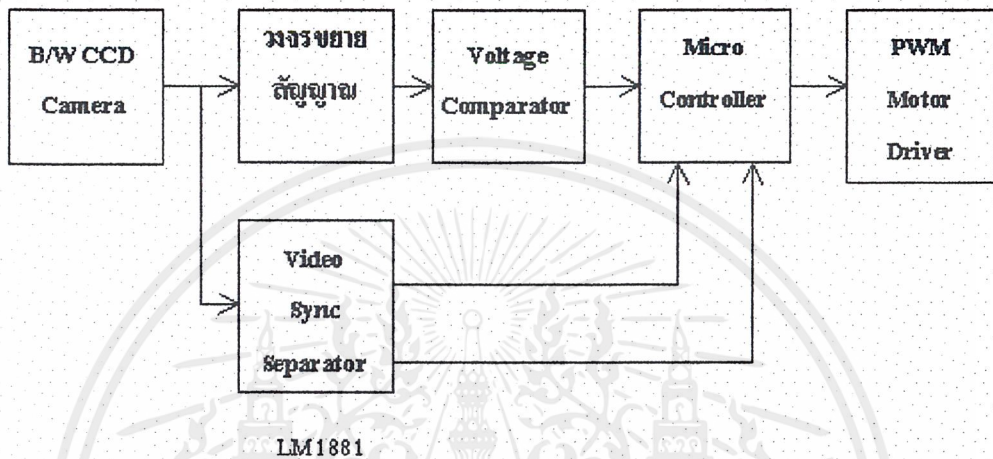 B/W CCD
Camera
วงจรขยาย
สัญญาณ
Voltage
Comparator
Micro
Controller
PWM
Motor
Driver
Video
Sync
Separator
LM1881